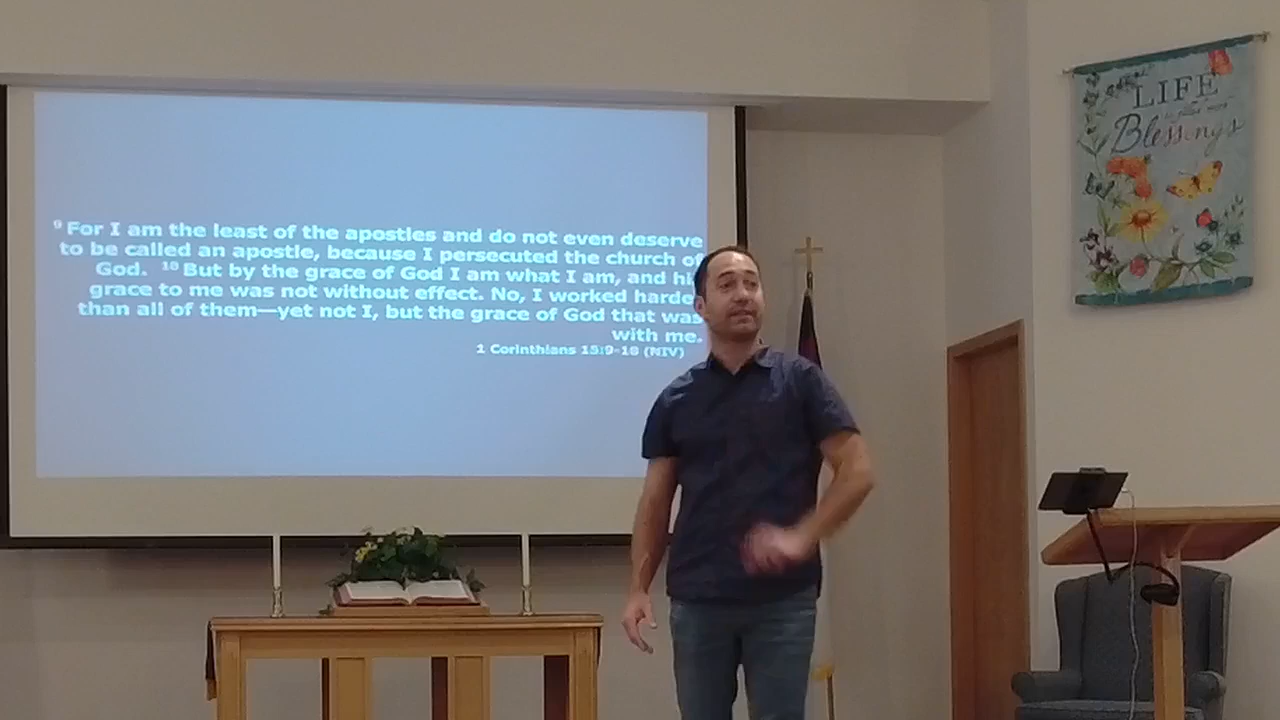 ⁹ For I am the least of the apostles and do not even deserve
to be called an apostle, because I persecuted the church of
God. ¹⁰ But by the grace of God I am what I am, and hi
grace to me was not without effect. No, I worked harde
than all of them—yet not I, but the grace of God that was
with me.
1 Corinthians 15:9-10 (NIV)
LIFE
Blessings